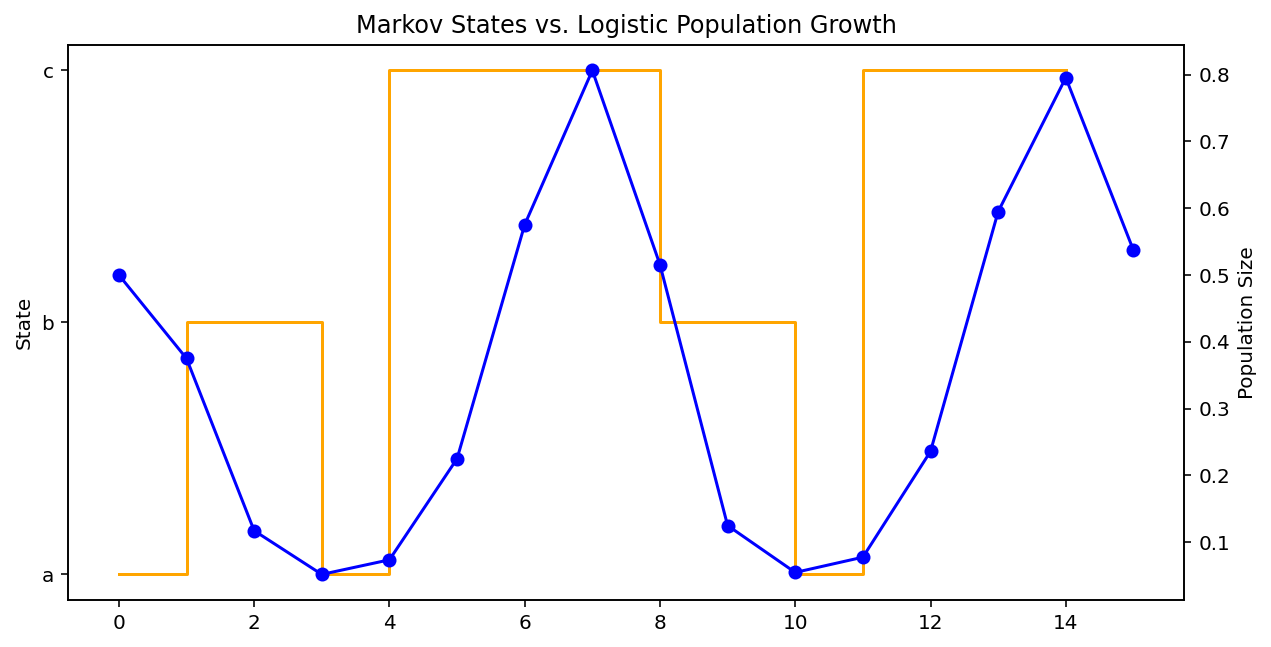 Markov States vs. Logistic Population Growth
State
c
b
a
0 2 4 6 8 10 12 14
0.8
0.7
0.6
0.5
0.4
0.3
0.2
0.1
Population Size